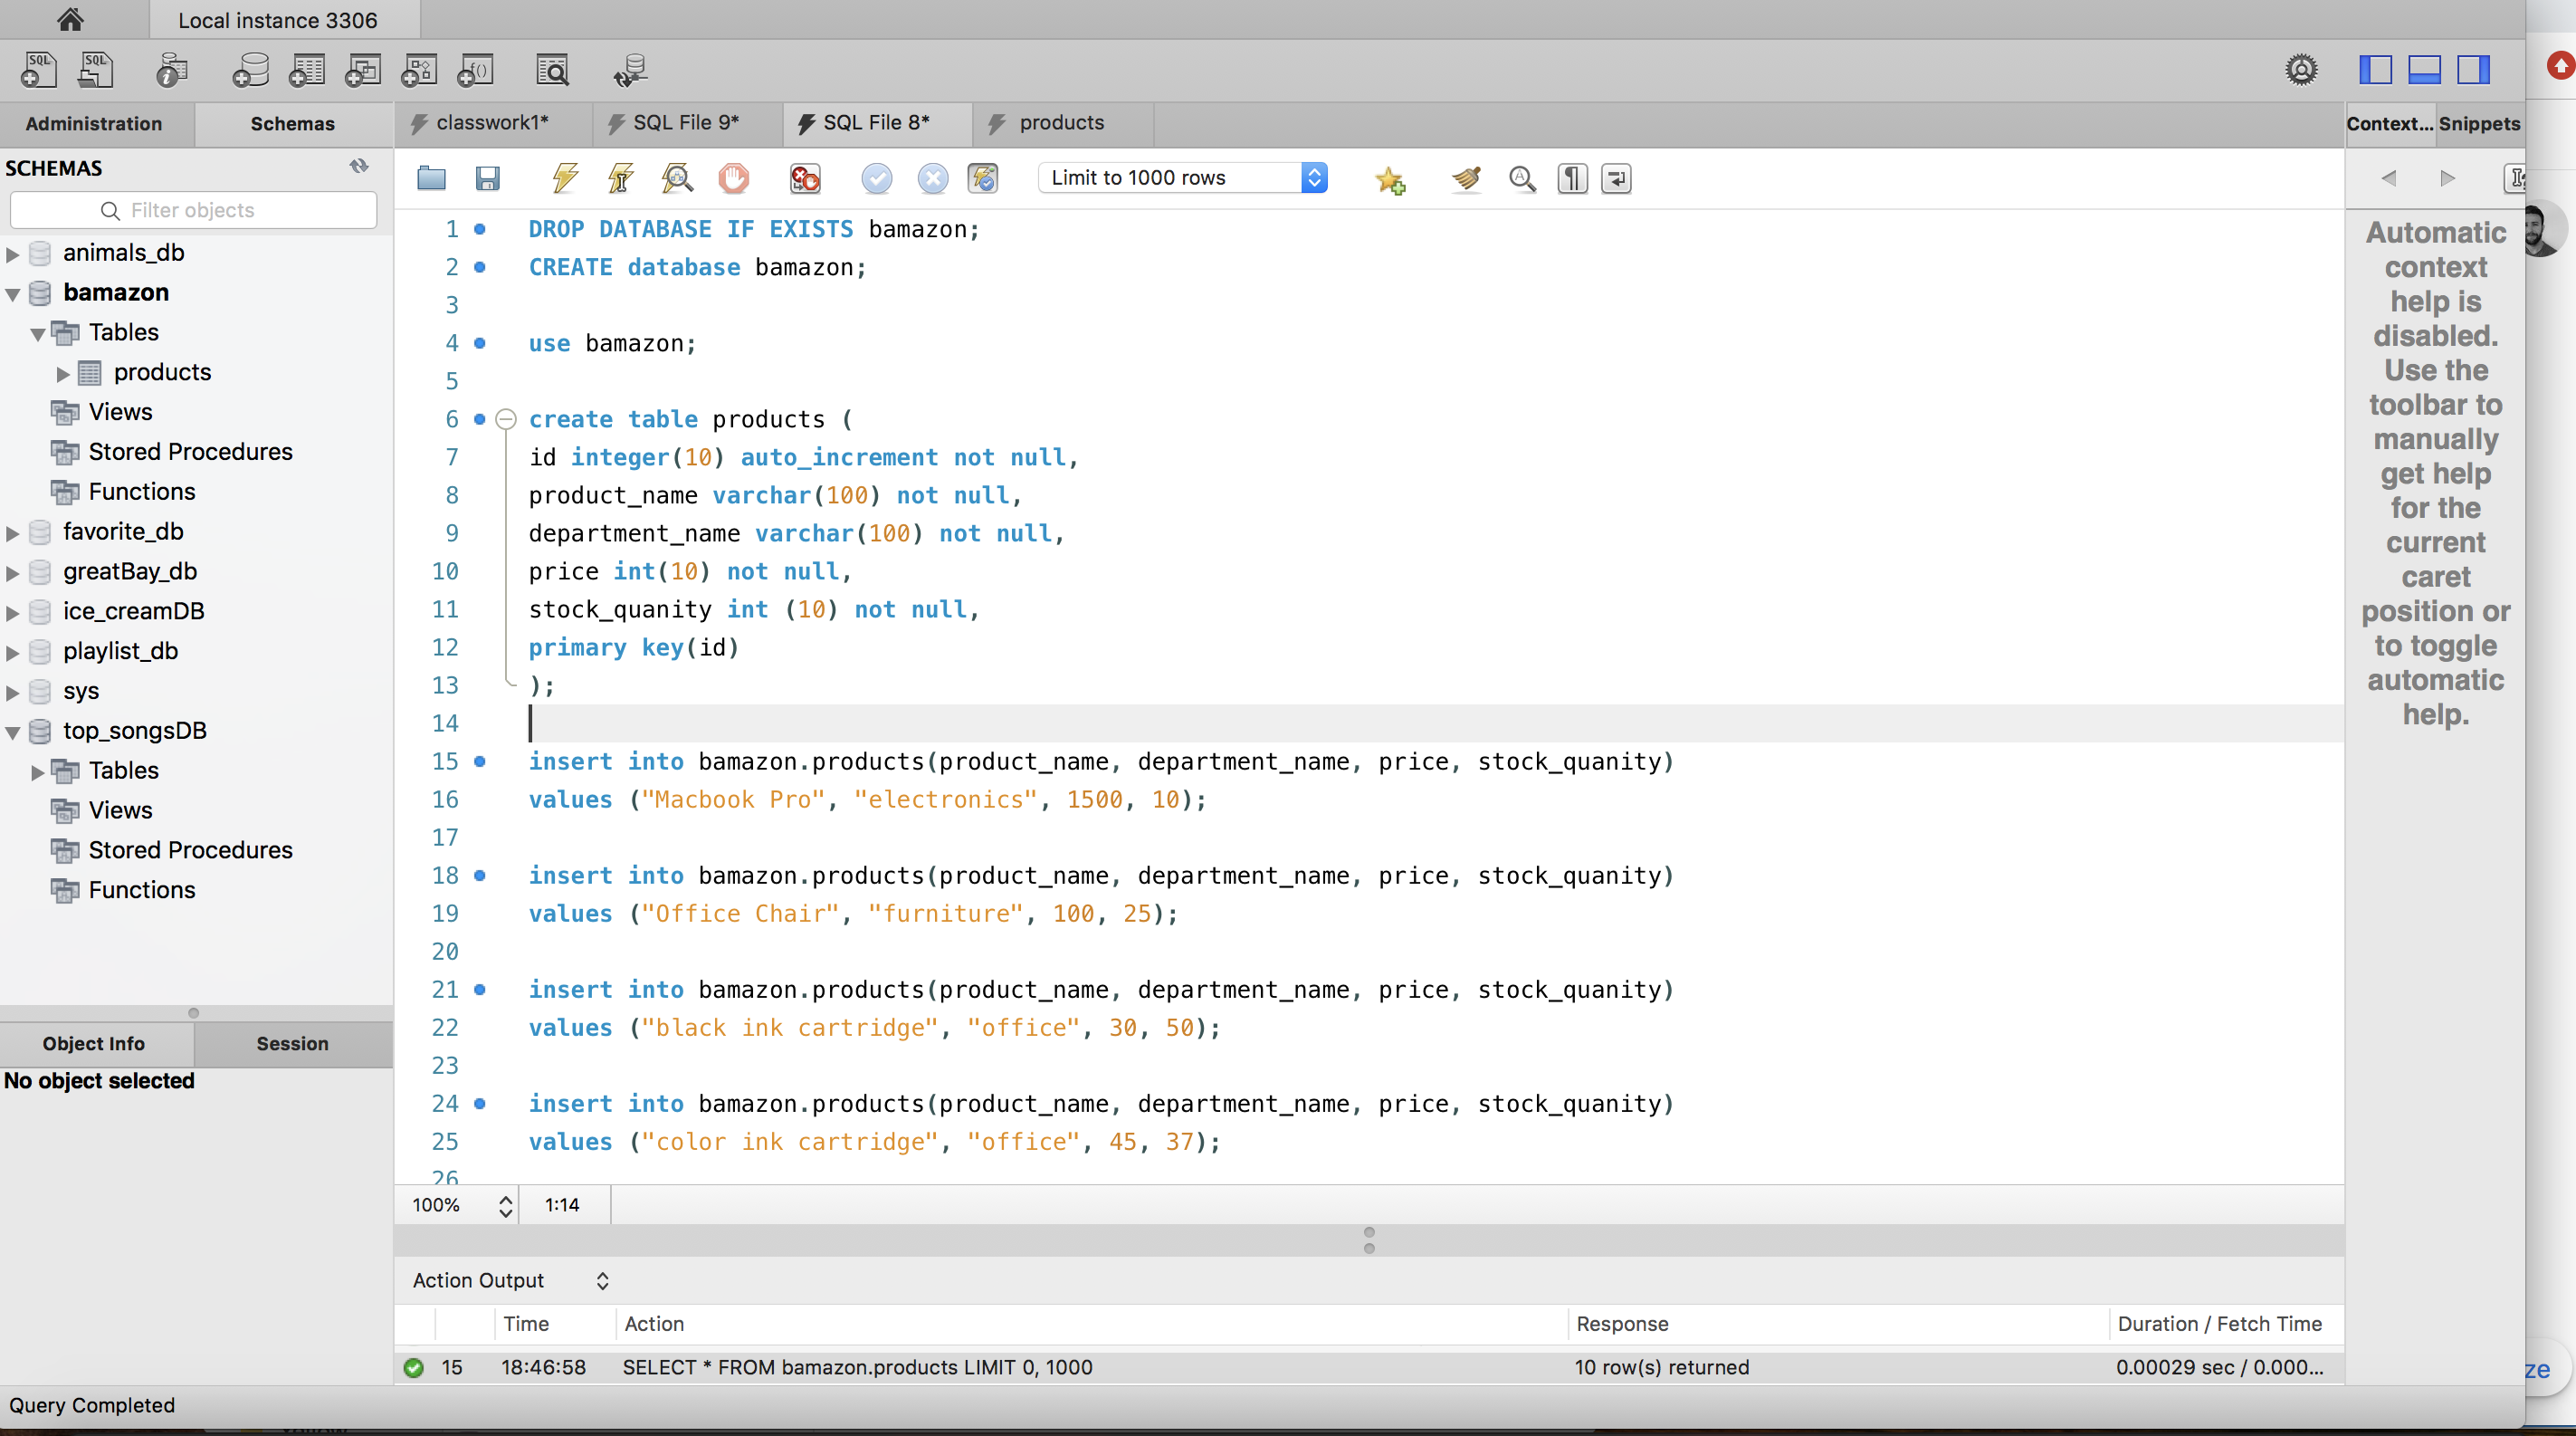 Local instance 3306
Administration
Schemas
classwork1*
SQL File 9*
SQL File 8*
products
Context...
Snippets
SCHEMAS
Filter objects
animals_db
bamazon
Tables
products
Views
Stored Procedures
Functions
favorite_db
greatBay_db
ice_creamDB
playlist_db
sys
top_songsDB
Tables
Views
Stored Procedures
Functions
Object Info
Session
No object selected
Limit to 1000 rows
1 DROP DATABASE IF EXISTS bamazon;
2 CREATE database bamazon;
3
4 use bamazon;
5
6 create table products (
7 id integer(10) auto_increment not null,
8 product_name varchar(100) not null,
9 department_name varchar(100) not null,
10 price int(10) not null,
11 stock_quanity int (10) not null,
12 primary key(id)
13 );
14
15 insert into bamazon.products(product_name, department_name, price, stock_quanity)
16 values ("Macbook Pro", "electronics", 1500, 10);
17
18 insert into bamazon.products(product_name, department_name, price, stock_quanity)
19 values ("Office Chair", "furniture", 100, 25);
20
21 insert into bamazon.products(product_name, department_name, price, stock_quanity)
22 values ("black ink cartridge", "office", 30, 50);
23
24 insert into bamazon.products(product_name, department_name, price, stock_quanity)
25 values ("color ink cartridge", "office", 45, 37);
26
100%
1:14
Automatic
context
help is
disabled.
Use the
toolbar to
manually
get help
for the
current
caret
position or
to toggle
automatic
help.
Action Output
Time Action Response Duration / Fetch Time
15 18:46:58 SELECT * FROM bamazon.products LIMIT 0, 1000 10 row(s) returned 0.00029 sec / 0.000...
ze
Query Completed